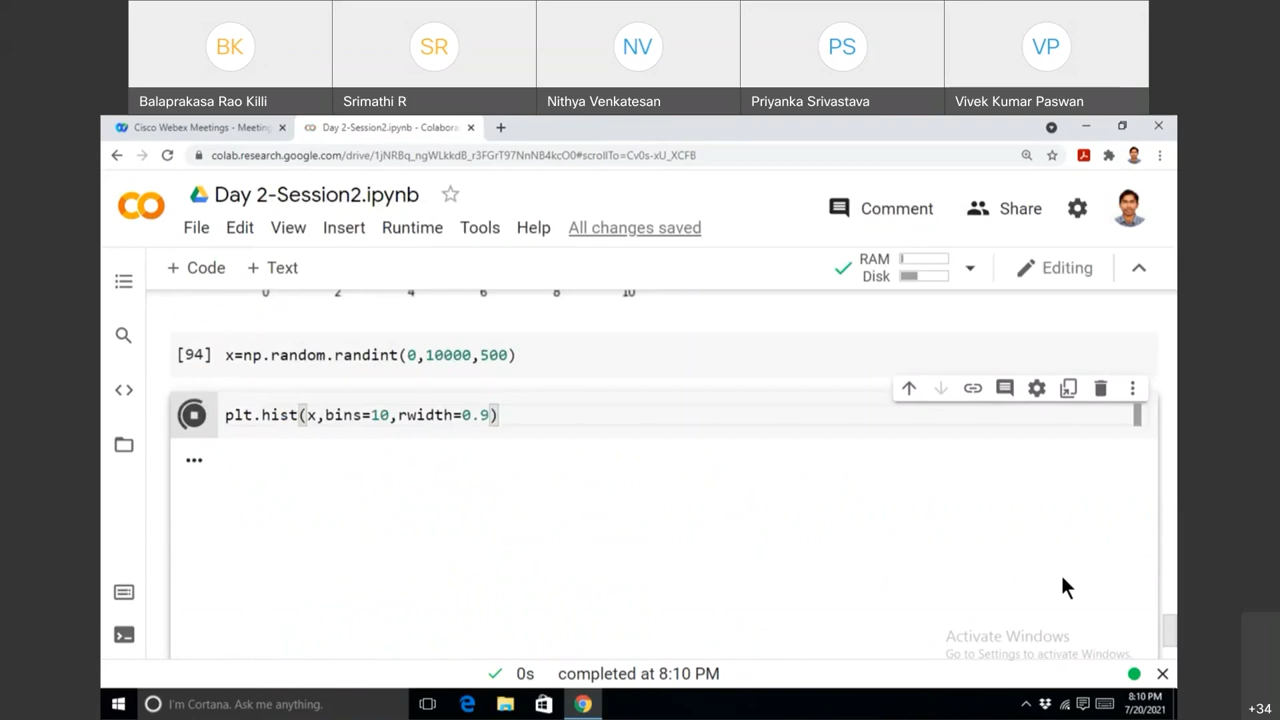 BK
SR
NV
PS
VP
Balaprakasa Rao Killi
Srimathi R
Nithya Venkatesan
Priyanka Srivastava
Vivek Kumar Paswan
Cisco Webex Meetings - Meeting
Day 2-Session2.ipynb - Colabora
colab.research.google.com/drive/1jNRBq_ngWLkkdB_r3FGrT97NnNB4kcO0#scrollTo=Cv0s-xU_XCFB
CO
Day 2-Session2.ipynb
Comment
Share
File Edit View Insert Runtime Tools Help All changes saved
+ Code + Text
RAM
Disk
Editing
0 2 4 6 8 10
[94] x=np.random.randint(0,10000,500)
plt.hist(x,bins=10,rwidth=0.9)
...
Activate Windows
Go to Settings to activate Windows.
0s completed at 8:10 PM
I'm Cortana. Ask me anything.
8:10 PM
7/20/2021
+34